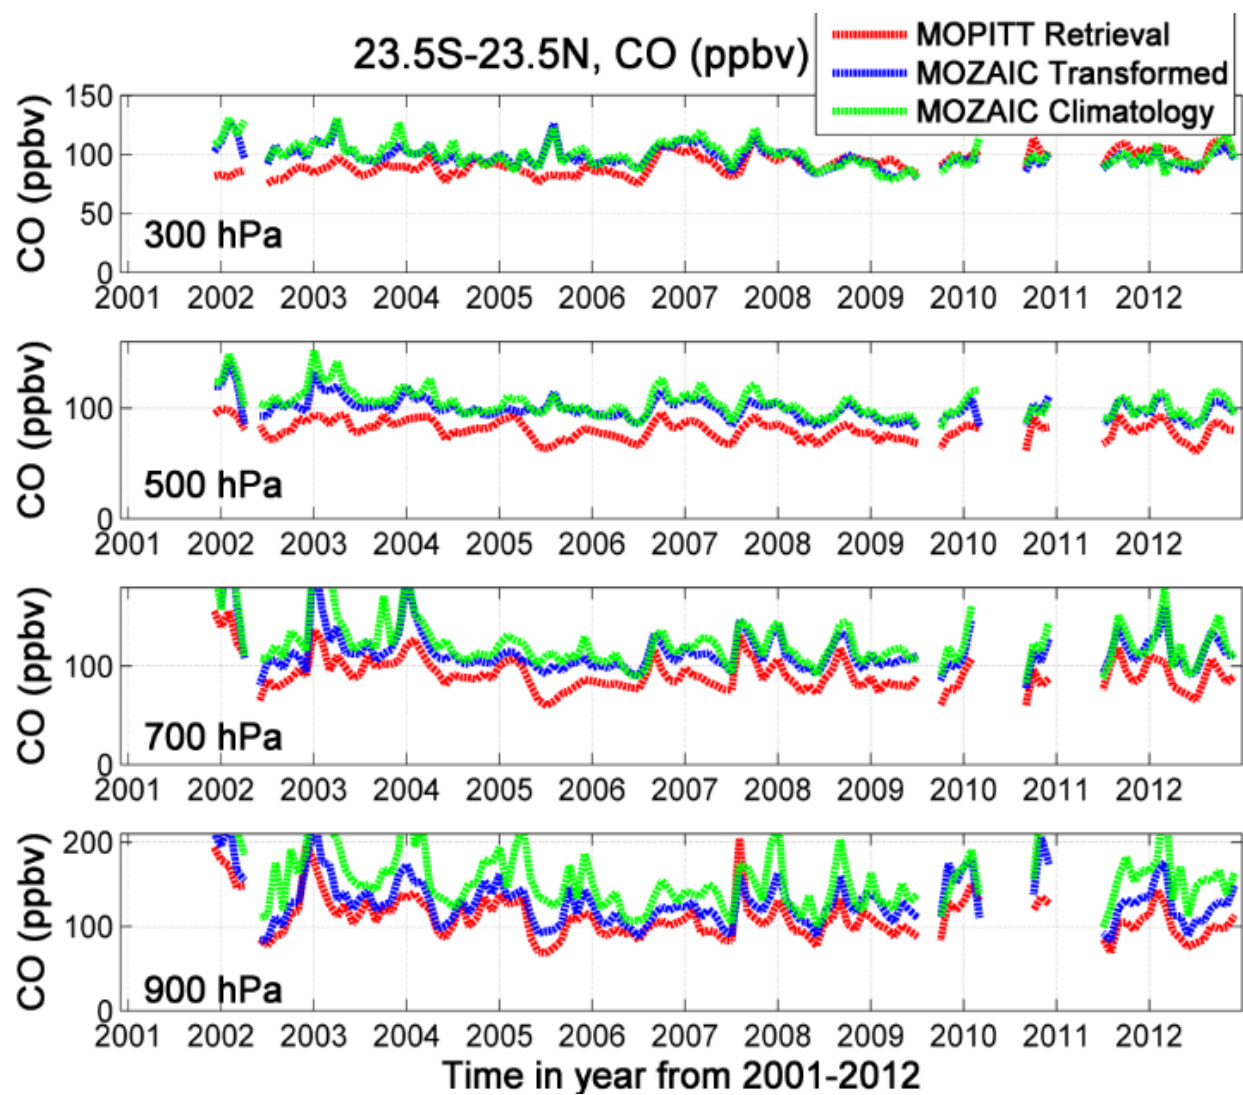 23.5S-23.5N, CO (ppbv)
MOPITT Retrieval
MOZAIC Transformed
MOZAIC Climatology
CO (ppbv)
150
100
50
0
300 hPa
2001 2002 2003 2004 2005 2006 2007 2008 2009 2010 2011 2012
CO (ppbv)
100
0
500 hPa
2001 2002 2003 2004 2005 2006 2007 2008 2009 2010 2011 2012
CO (ppbv)
100
0
700 hPa
2001 2002 2003 2004 2005 2006 2007 2008 2009 2010 2011 2012
CO (ppbv)
200
100
0
900 hPa
2001 2002 2003 2004 2005 2006 2007 2008 2009 2010 2011 2012
Time in year from 2001-2012